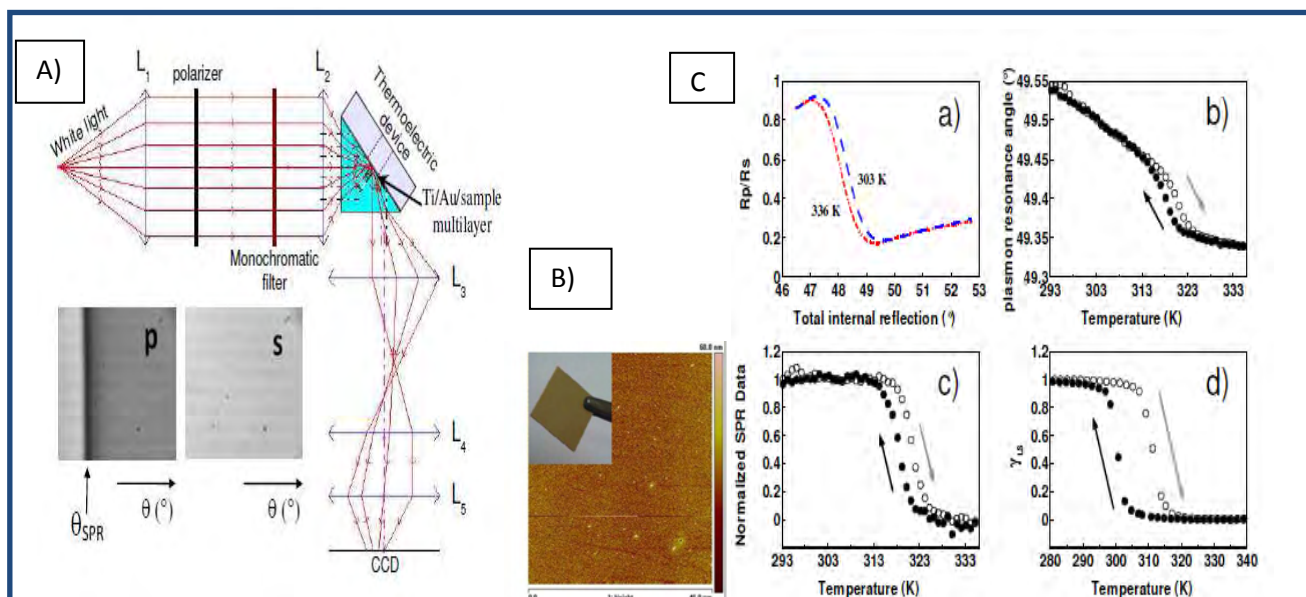 A)
L1
polarizer
L2
White light
Thermoelectric
device
Ti/Au/sample
multilayer
Monochromatic
filter
L3
L4
L5
CCD
p
s
θSPR
θ (°)
θ (°)
B)
60.0 nm
C
a)
Rp/Rs
1
0.8
0.6
0.4
0.2
0
303 K
336 K
46 47 48 49 50 51 52 53
Total internal reflection (°)
b)
plasmon resonance angle (°)
49.55
49.5
49.45
49.4
49.35
49.3
293 303 313 323 333
Temperature (K)
c)
Normalized SPR Data
1.2
1
0.8
0.6
0.4
0.2
0
293 303 313 323 333
Temperature (K)
d)
γLS
1.2
1
0.8
0.6
0.4
0.2
0
280 290 300 310 320 330 340
Temperature (K)